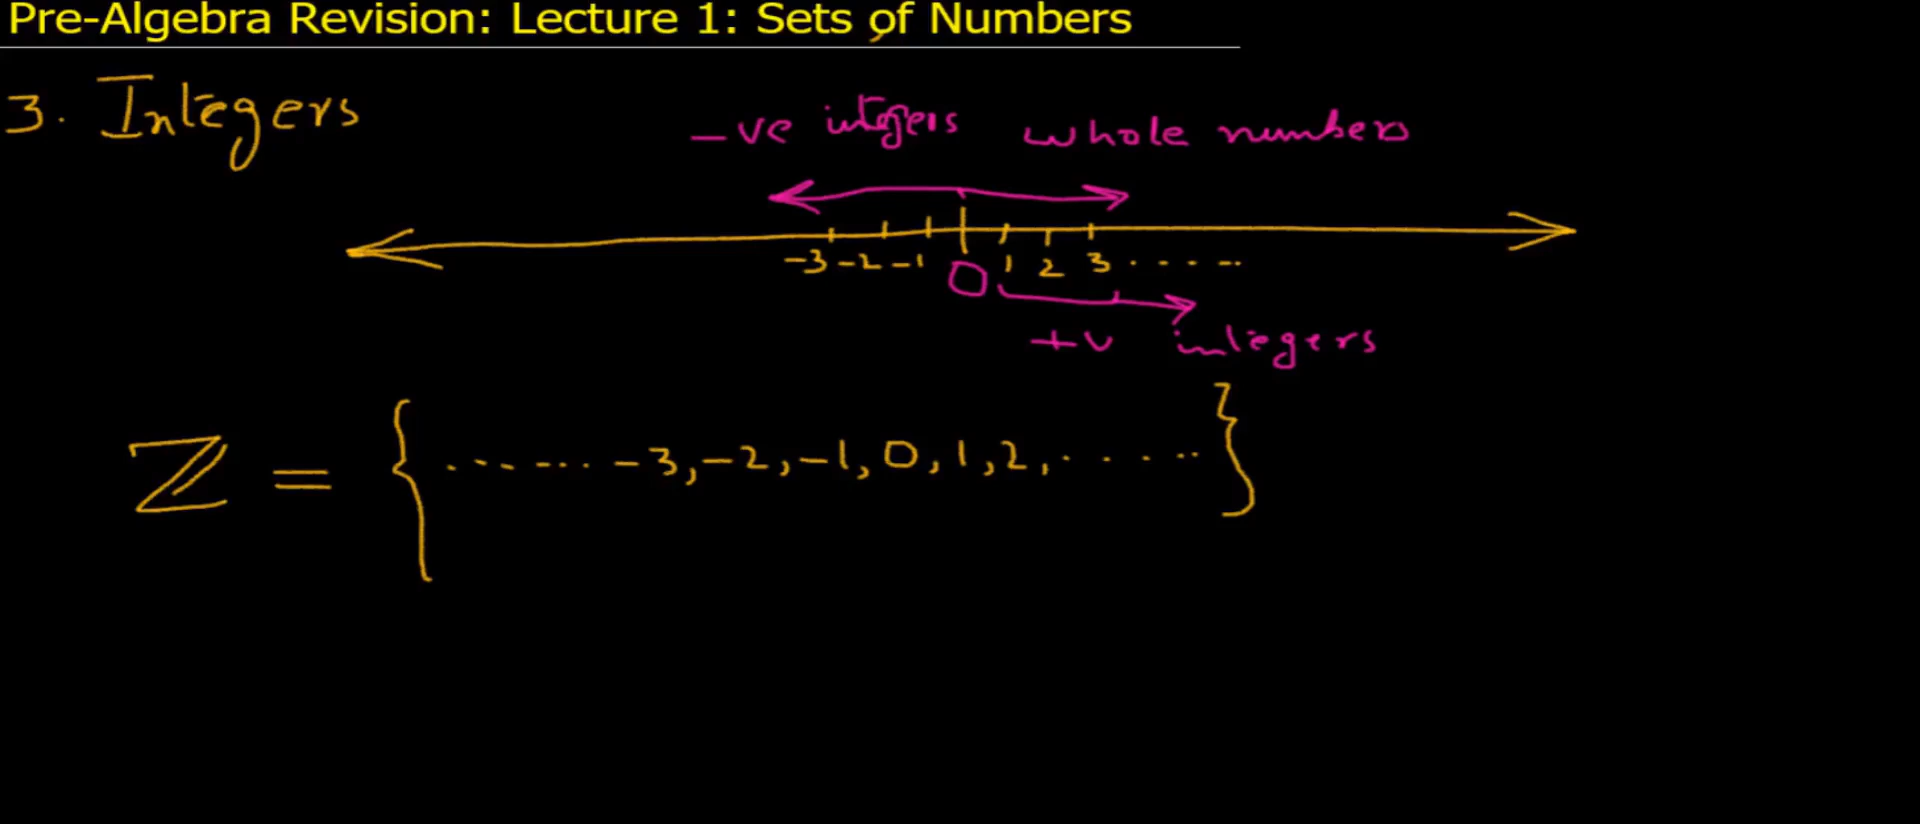 Pre-Algebra Revision: Lecture 1: Sets of Numbers
3. Integers
-ve integers whole numbers
-3 -2 -1 0 1 2 3 ......
+v integers
Z = { ....... -3, -2, -1, 0, 1, 2, ...... }